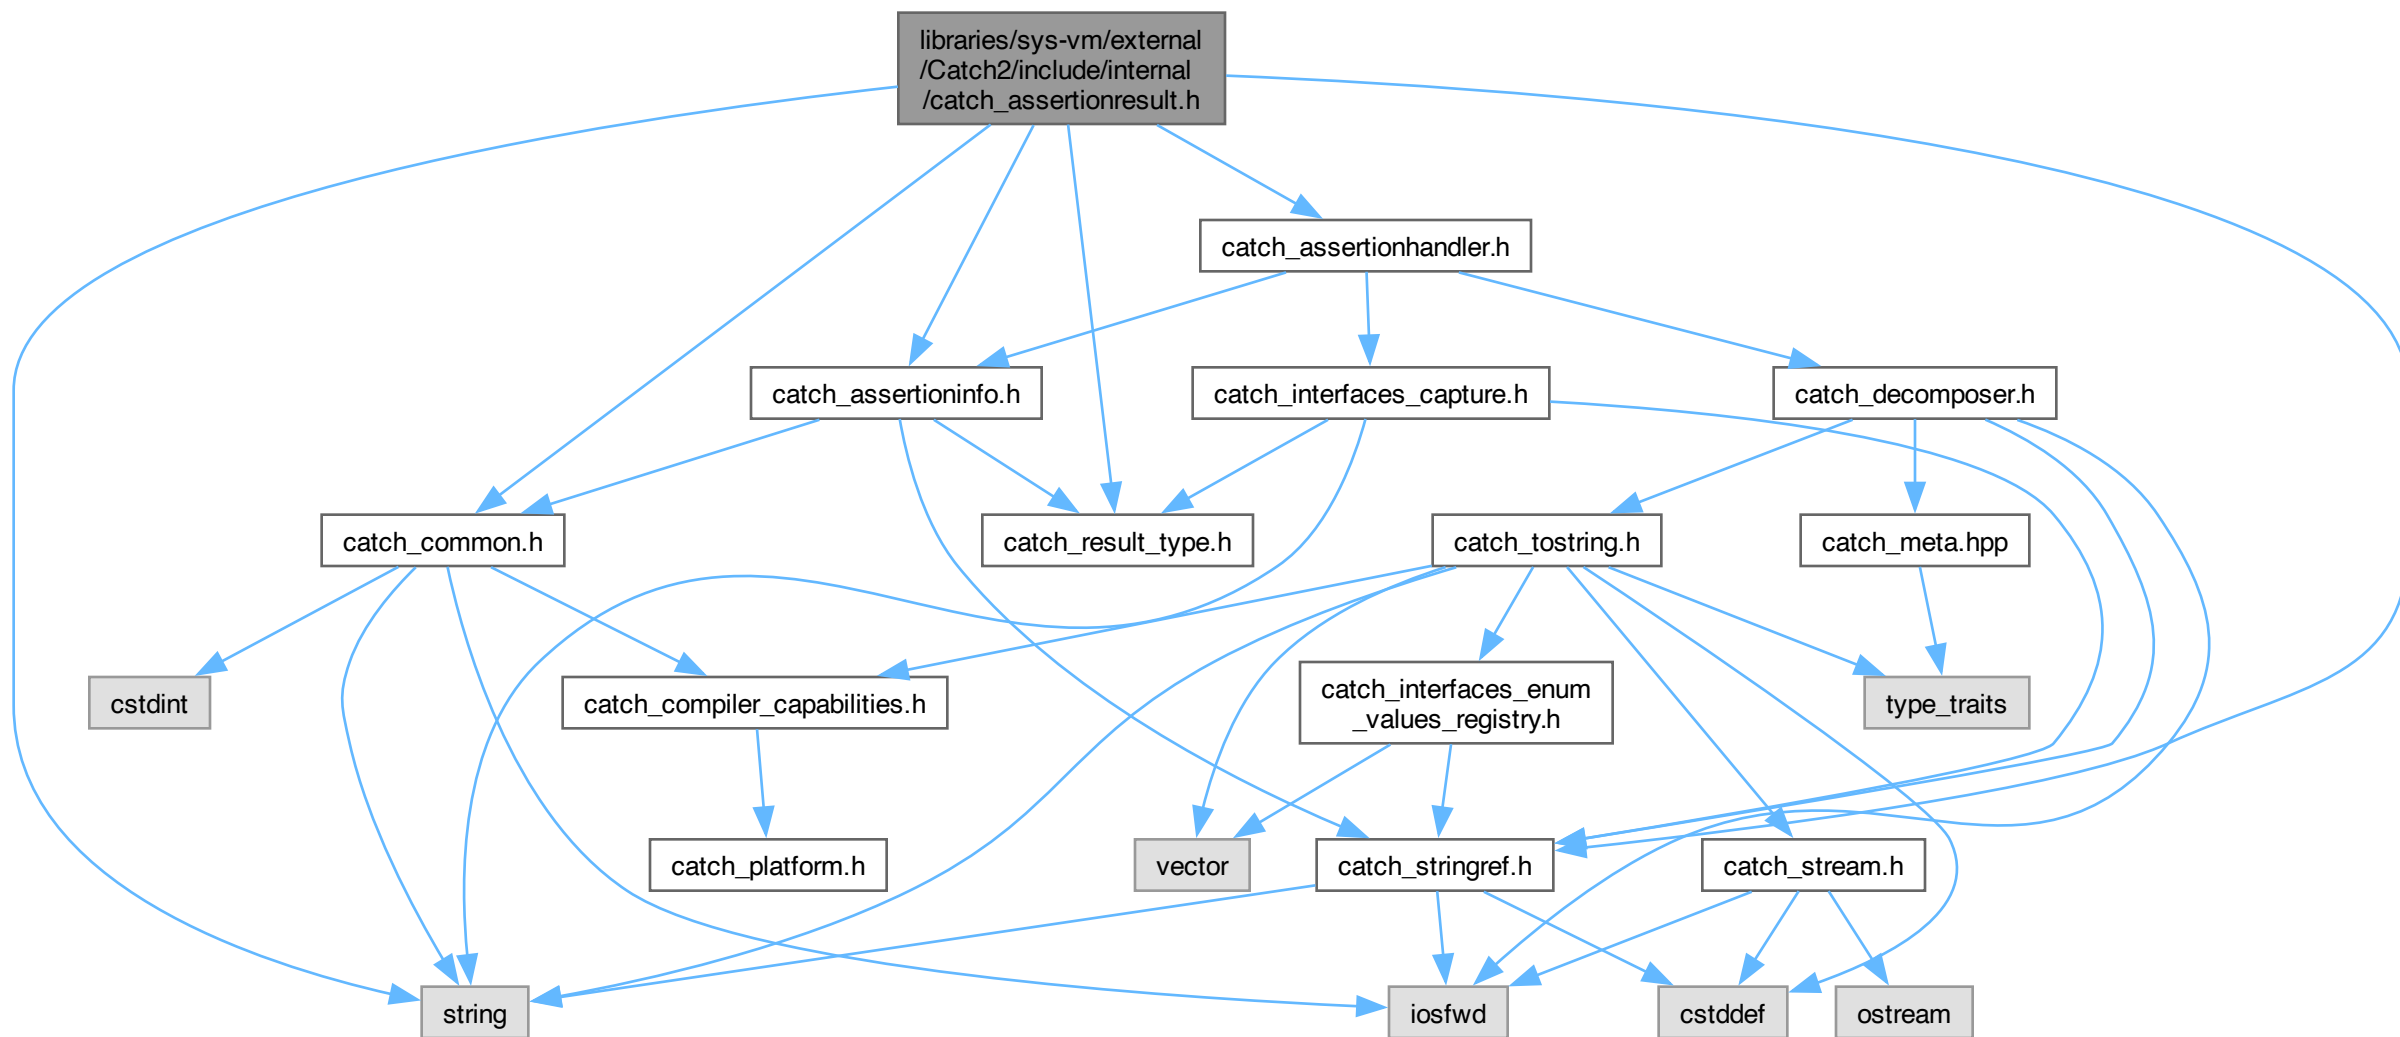 libraries/sys-vm/external
/Catch2/include/internal
/catch_assertionresult.h
catch_assertionhandler.h
catch_assertioninfo.h
catch_interfaces_capture.h
catch_decomposer.h
catch_common.h
catch_result_type.h
catch_tostring.h
catch_meta.hpp
cstdint
catch_compiler_capabilities.h
catch_interfaces_enum
_values_registry.h
type_traits
catch_platform.h
vector
catch_stringref.h
catch_stream.h
string
iosfwd
cstddef
ostream